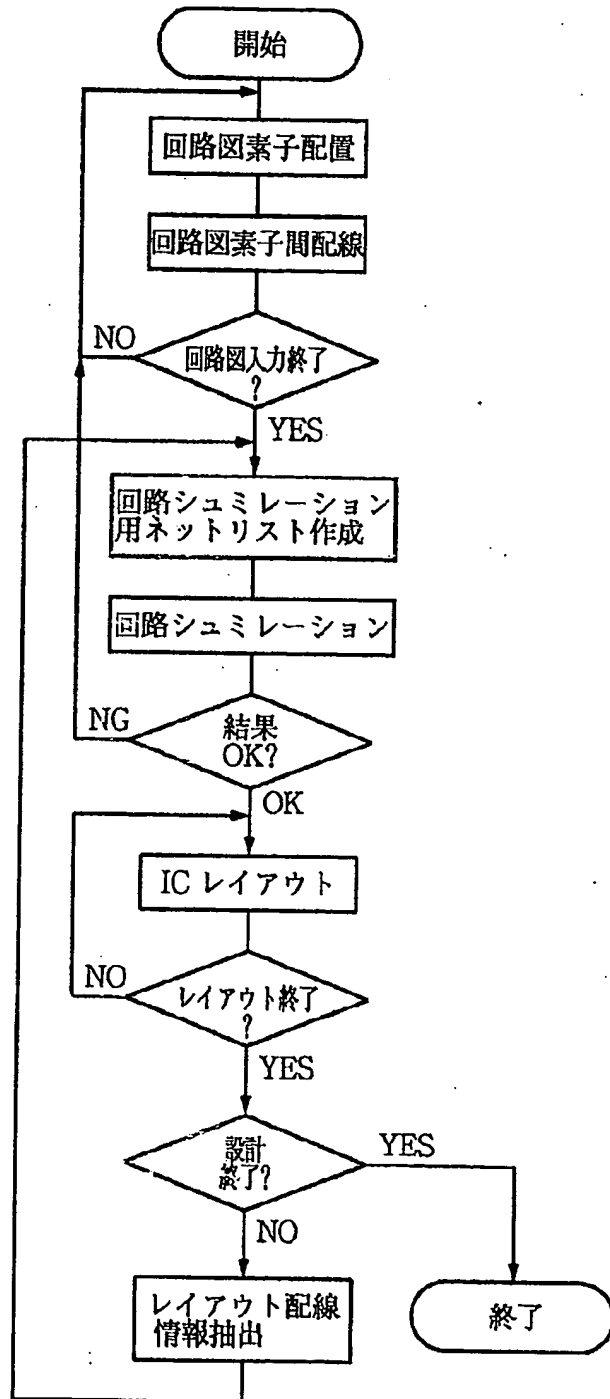 開始
回路図素子配置
回路図素子間配線
NO
回路図入力終了
?
YES
回路シュミレーション
用ネットリスト作成
回路シュミレーション
NG
結果
OK?
OK
IC レイアウト
NO
レイアウト終了
?
YES
設計
終了?
YES
NO
レイアウト配線
情報抽出
終了